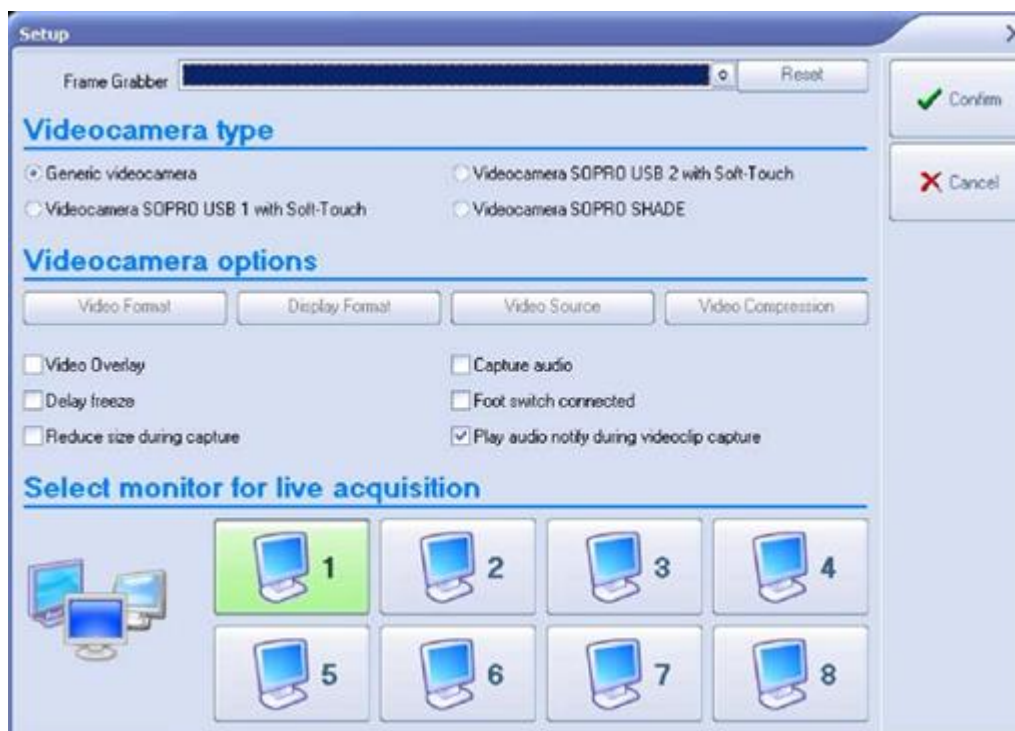 Setup
Frame Grabber
Reset
Confirm
Videocamera type
Generic videocamera
Videocamera SOPRO USB 2 with Soft-Touch
Cancel
Videocamera SOPRO USB 1 with Soft-Touch
Videocamera SOPRO SHADE
Videocamera options
Video Format
Display Format
Video Source
Video Compression
Video Overlay
Capture audio
Delay freeze
Foot switch connected
Reduce size during capture
Play audio notify during videoclip capture
Select monitor for live acquisition
1
2
3
4
5
6
7
8